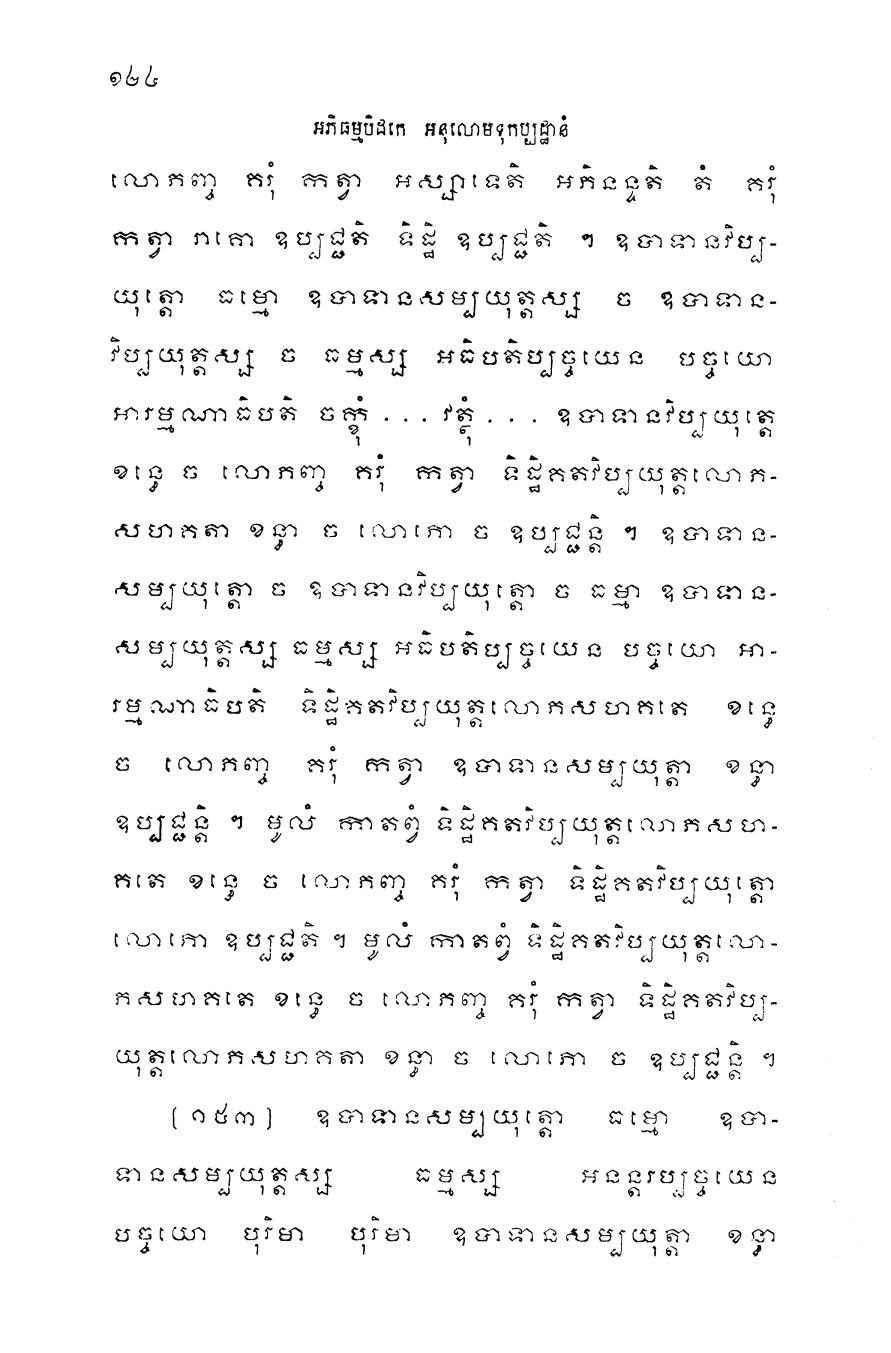 ១៤៤
អភិធម្មបិដកេ អនុលោមទុកប្បដ្ឋានំ
លោភញ្ច គរុំ កត្វា អស្សាទេតិ អភិនន្ទតិ តំ គរុំ
កត្វា រាគោ ឧប្បជ្ជតិ ទិដ្ឋិ ឧប្បជ្ជតិ ៗ ឧបាទានវិប្ប-
យុត្តោ ធម្មោ ឧបាទានសម្បយុត្តស្ស ច ឧបាទាន-
វិប្បយុត្តស្ស ច ធម្មស្ស អធិបតិប្បច្ចយេន បច្ចយោ
អារម្មណាធិបតិ ចក្ខុំ ... វត្ថុំ ... ឧបាទានវិប្បយុត្តេ
ខន្ធេ ច លោភញ្ច គរុំ កត្វា ទិដ្ឋិគតវិប្បយុត្តលោភ-
សហគតា ខន្ធា ច លោភោ ច ឧប្បជ្ជន្តិ ៗ ឧបាទាន-
សម្បយុត្តោ ច ឧបាទានវិប្បយុត្តោ ច ធម្មា ឧបាទាន-
សម្បយុត្តស្ស ធម្មស្ស អធិបតិប្បច្ចយេន បច្ចយោ អា-
រម្មណាធិបតិ ទិដ្ឋិគតវិប្បយុត្តលោភសហគតេ ខន្ធេ
ច លោភញ្ច គរុំ កត្វា ឧបាទានសម្បយុត្តា ខន្ធា
ឧប្បជ្ជន្តិ ៗ មូលំ កាតព្វំ ទិដ្ឋិគតវិប្បយុត្តលោភសហ-
គតេ ខន្ធេ ច លោភញ្ច គរុំ កត្វា ទិដ្ឋិគតវិប្បយុត្តោ
លោភោ ឧប្បជ្ជតិ ៗ មូលំ កាតព្វំ ទិដ្ឋិគតវិប្បយុត្តលោ-
ភសហគតេ ខន្ធេ ច លោភញ្ច គរុំ កត្វា ទិដ្ឋិគតវិប្ប-
យុត្តលោភសហគតា ខន្ធា ច លោភោ ច ឧប្បជ្ជន្តិ ៗ
[១៥៣] ឧបាទានសម្បយុត្តោ ធម្មោ ឧបា-
ទានសម្បយុត្តស្ស ធម្មស្ស អនន្តរប្បច្ចយេន
បច្ចយោ បុរិមា បុរិមា ឧបាទានសម្បយុត្តា ខន្ធា